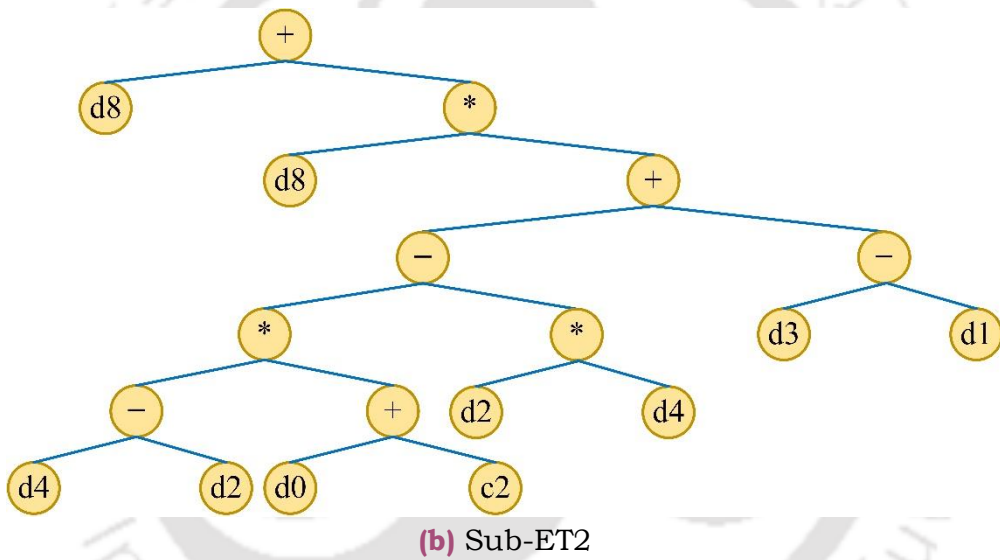 +
d8 *
d8 +
− −
* * d3 d1
− + d2 d4
d4 d2 d0 c2
(b) Sub-ET2